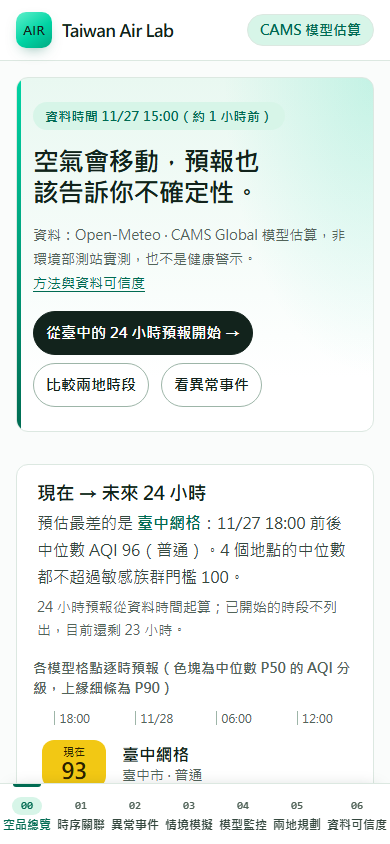 AIR
Taiwan Air Lab
CAMS 模型估算
資料時間 11/27 15:00 ( 約 1 小時前 )
空氣會移動，預報也
該告訴你不確定性。
資料：Open-Meteo · CAMS Global 模型估算，非
環境部測站實測，也不是健康警示。
方法與資料可信度
從臺中的 24 小時預報開始 →
比較兩地時段
看異常事件
現在 → 未來 24 小時
預估最差的是 臺中網格：11/27 18:00 前後
中位數 AQI 96（普通）。4 個地點的中位數
都不超過敏感族群門檻 100。
24 小時預報從資料時間起算；已開始的時段不列
出，目前還剩 23 小時。
各模型格點逐時預報（色塊為中位數 P50 的 AQI 分
級，上緣細條為 P90）
18:00
11/28
06:00
12:00
現在
93
臺中網格
臺中市 · 普通
00
空品總覽
01
時序關聯
02
異常事件
03
情境模擬
04
模型監控
05
兩地規劃
06
資料可信度